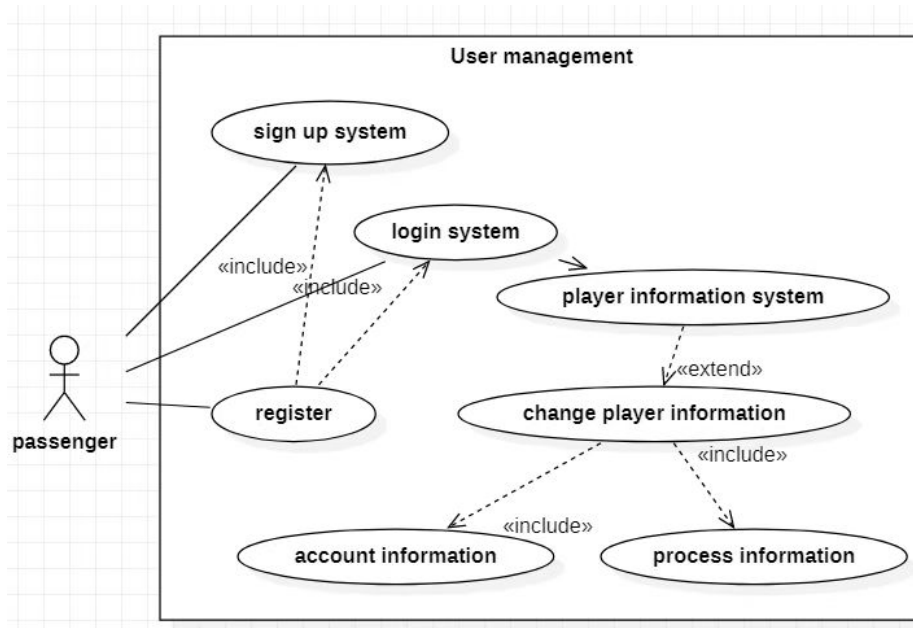 User management
sign up system
login system
«include»
«include»
player information system
«extend»
register
change player information
passenger
«include»
«include»
account information
process information